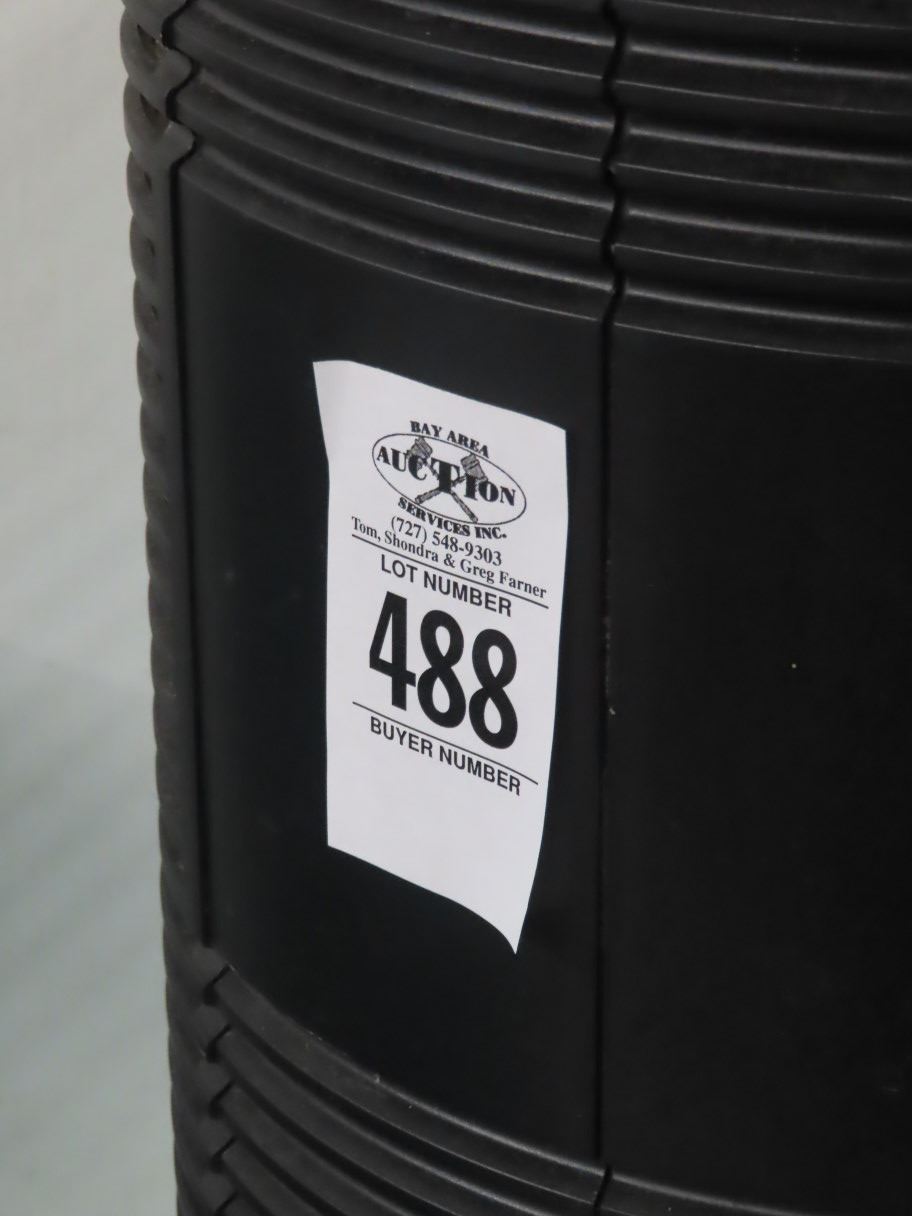 BAY AREA
AUCTION
SERVICES INC.
(727) 548-9303
Tom, Shondra & Greg Farner
LOT NUMBER
488
BUYER NUMBER